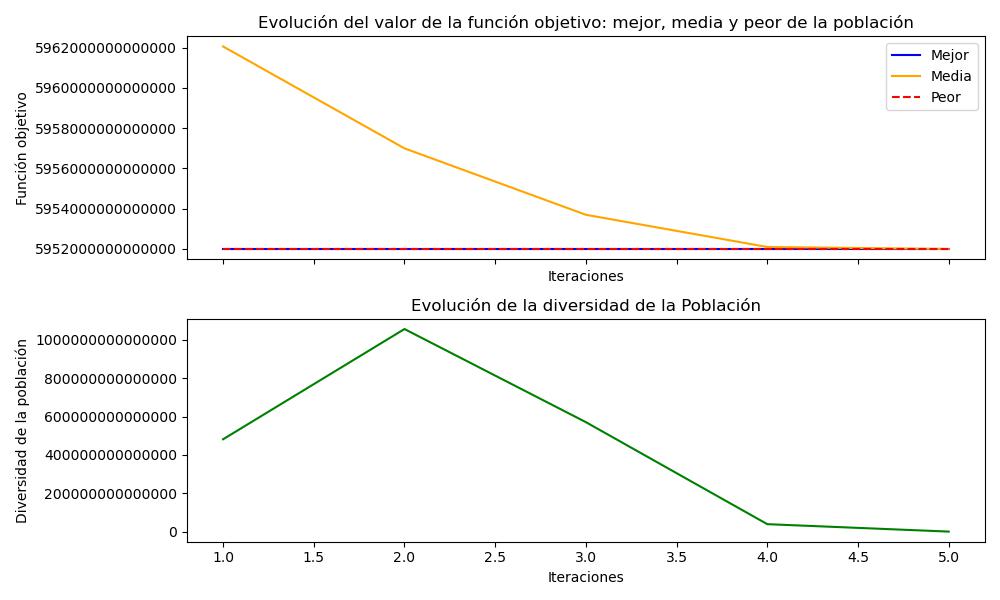 Evolución del valor de la función objetivo: mejor, media y peor de la población
Función objetivo
5962000000000000
5960000000000000
5958000000000000
5956000000000000
5954000000000000
5952000000000000
Mejor
Media
Peor
Iteraciones
Evolución de la diversidad de la Población
Diversidad de la población
1000000000000000
800000000000000
600000000000000
400000000000000
200000000000000
0
1.0 1.5 2.0 2.5 3.0 3.5 4.0 4.5 5.0
Iteraciones